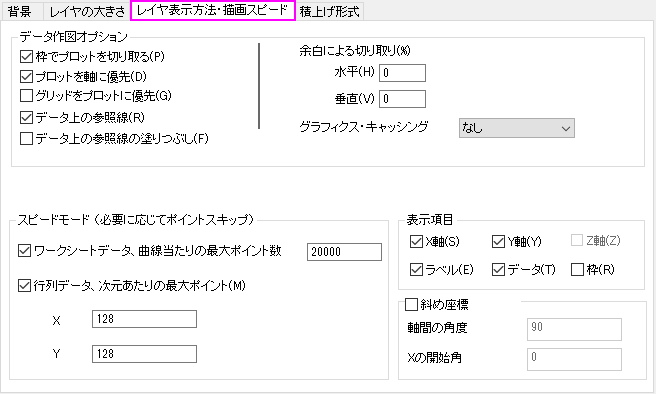 背景 レイヤの大きさ レイヤ表示方法・描画スピード 積上げ形式
データ作図オプション
枠でプロットを切り取る(P)
プロットを軸に優先(D)
グリッドをプロットに優先(G)
データ上の参照線(R)
データ上の参照線の塗りつぶし(F)
余白による切り取り(%)
水平(H) 0
垂直(V) 0
グラフィクス・キャッシング なし
スピードモード (必要に応じてポイントスキップ)
ワークシートデータ、曲線当たりの最大ポイント数 20000
行列データ、次元あたりの最大ポイント(M)
X 128
Y 128
表示項目
X軸(S) Y軸(Y) Z軸(Z)
ラベル(E) データ(T) 枠(R)
斜め座標
軸間の角度 90
Xの開始角 0